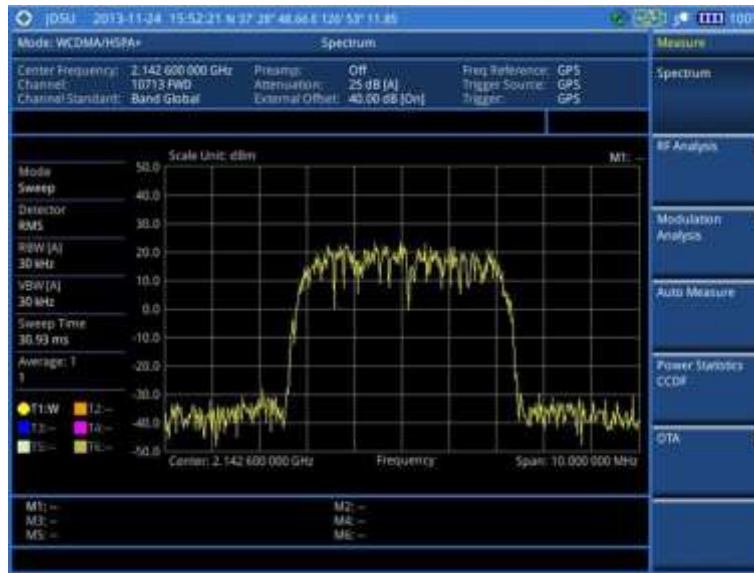 JDSU 2013-11-24 15:52:21 N 37° 28" 48.66 E 126' 53" 11.85 100
Mode: WCDMA/HSPA+ Spectrum
Measure
Center Frequency: 2.142 600 000 GHz Preamp: Off Freq Reference: GPS
Channel: 10713 FWD Attenuation: 25 dB [A] Trigger Source: GPS
Channel Standard: Band Global External Offset: 40.00 dB [On] Trigger: GPS
Spectrum
RF Analysis
Modulation Analysis
Auto Measure
Power Statistics CCDF
OTA
Scale Unit: dBm M1: --
Mode
Sweep
Detector
RMS
RBW [A]
30 kHz
VBW [A]
30 kHz
Sweep Time
30.93 ms
Average: 1
1
T1:W T2:--
T3:-- T4:--
T5:-- T6:--
50.0
40.0
30.0
20.0
10.0
0.0
-10.0
-20.0
-30.0
-40.0
-50.0
Center: 2.142 600 000 GHz Frequency Span: 10.000 000 MHz
M1: -- M2: --
M3: -- M4: --
M5: -- M6: --